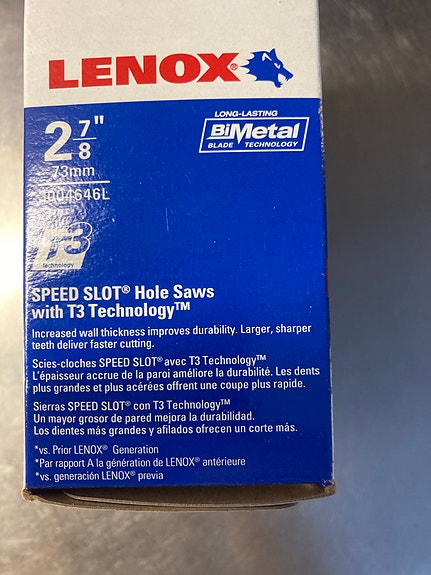 LENOX®
LONG-LASTING
BiMetal
BLADE TECHNOLOGY
2 7/8"
73mm
3004646L
T3
Technology
SPEED SLOT® Hole Saws
with T3 Technology™
Increased wall thickness improves durability. Larger, sharper
teeth deliver faster cutting.
Scies-cloches SPEED SLOT® avec T3 Technology™
L'épaisseur accrue de la paroi améliore la durabilité. Les dents
plus grandes et plus acérées offrent une coupe plus rapide.
Sierras SPEED SLOT® con T3 Technology™
Un mayor grosor de pared mejora la durabilidad.
Los dientes más grandes y afilados ofrecen un corte más.
*vs. Prior LENOX® Generation
*Par rapport A la génération de LENOX® antérieure
*vs. generación LENOX® previa